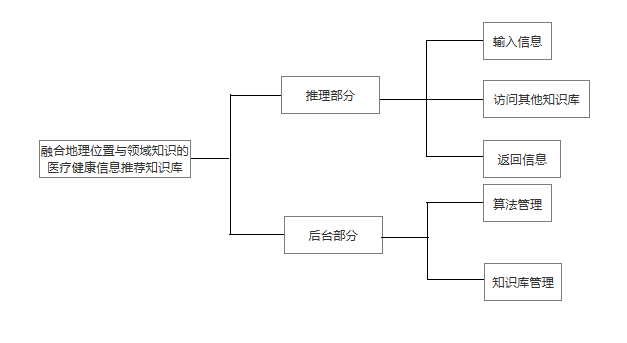 融合地理位置与领域知识的
医疗健康信息推荐知识库
推理部分
输入信息
访问其他知识库
返回信息
后台部分
算法管理
知识库管理